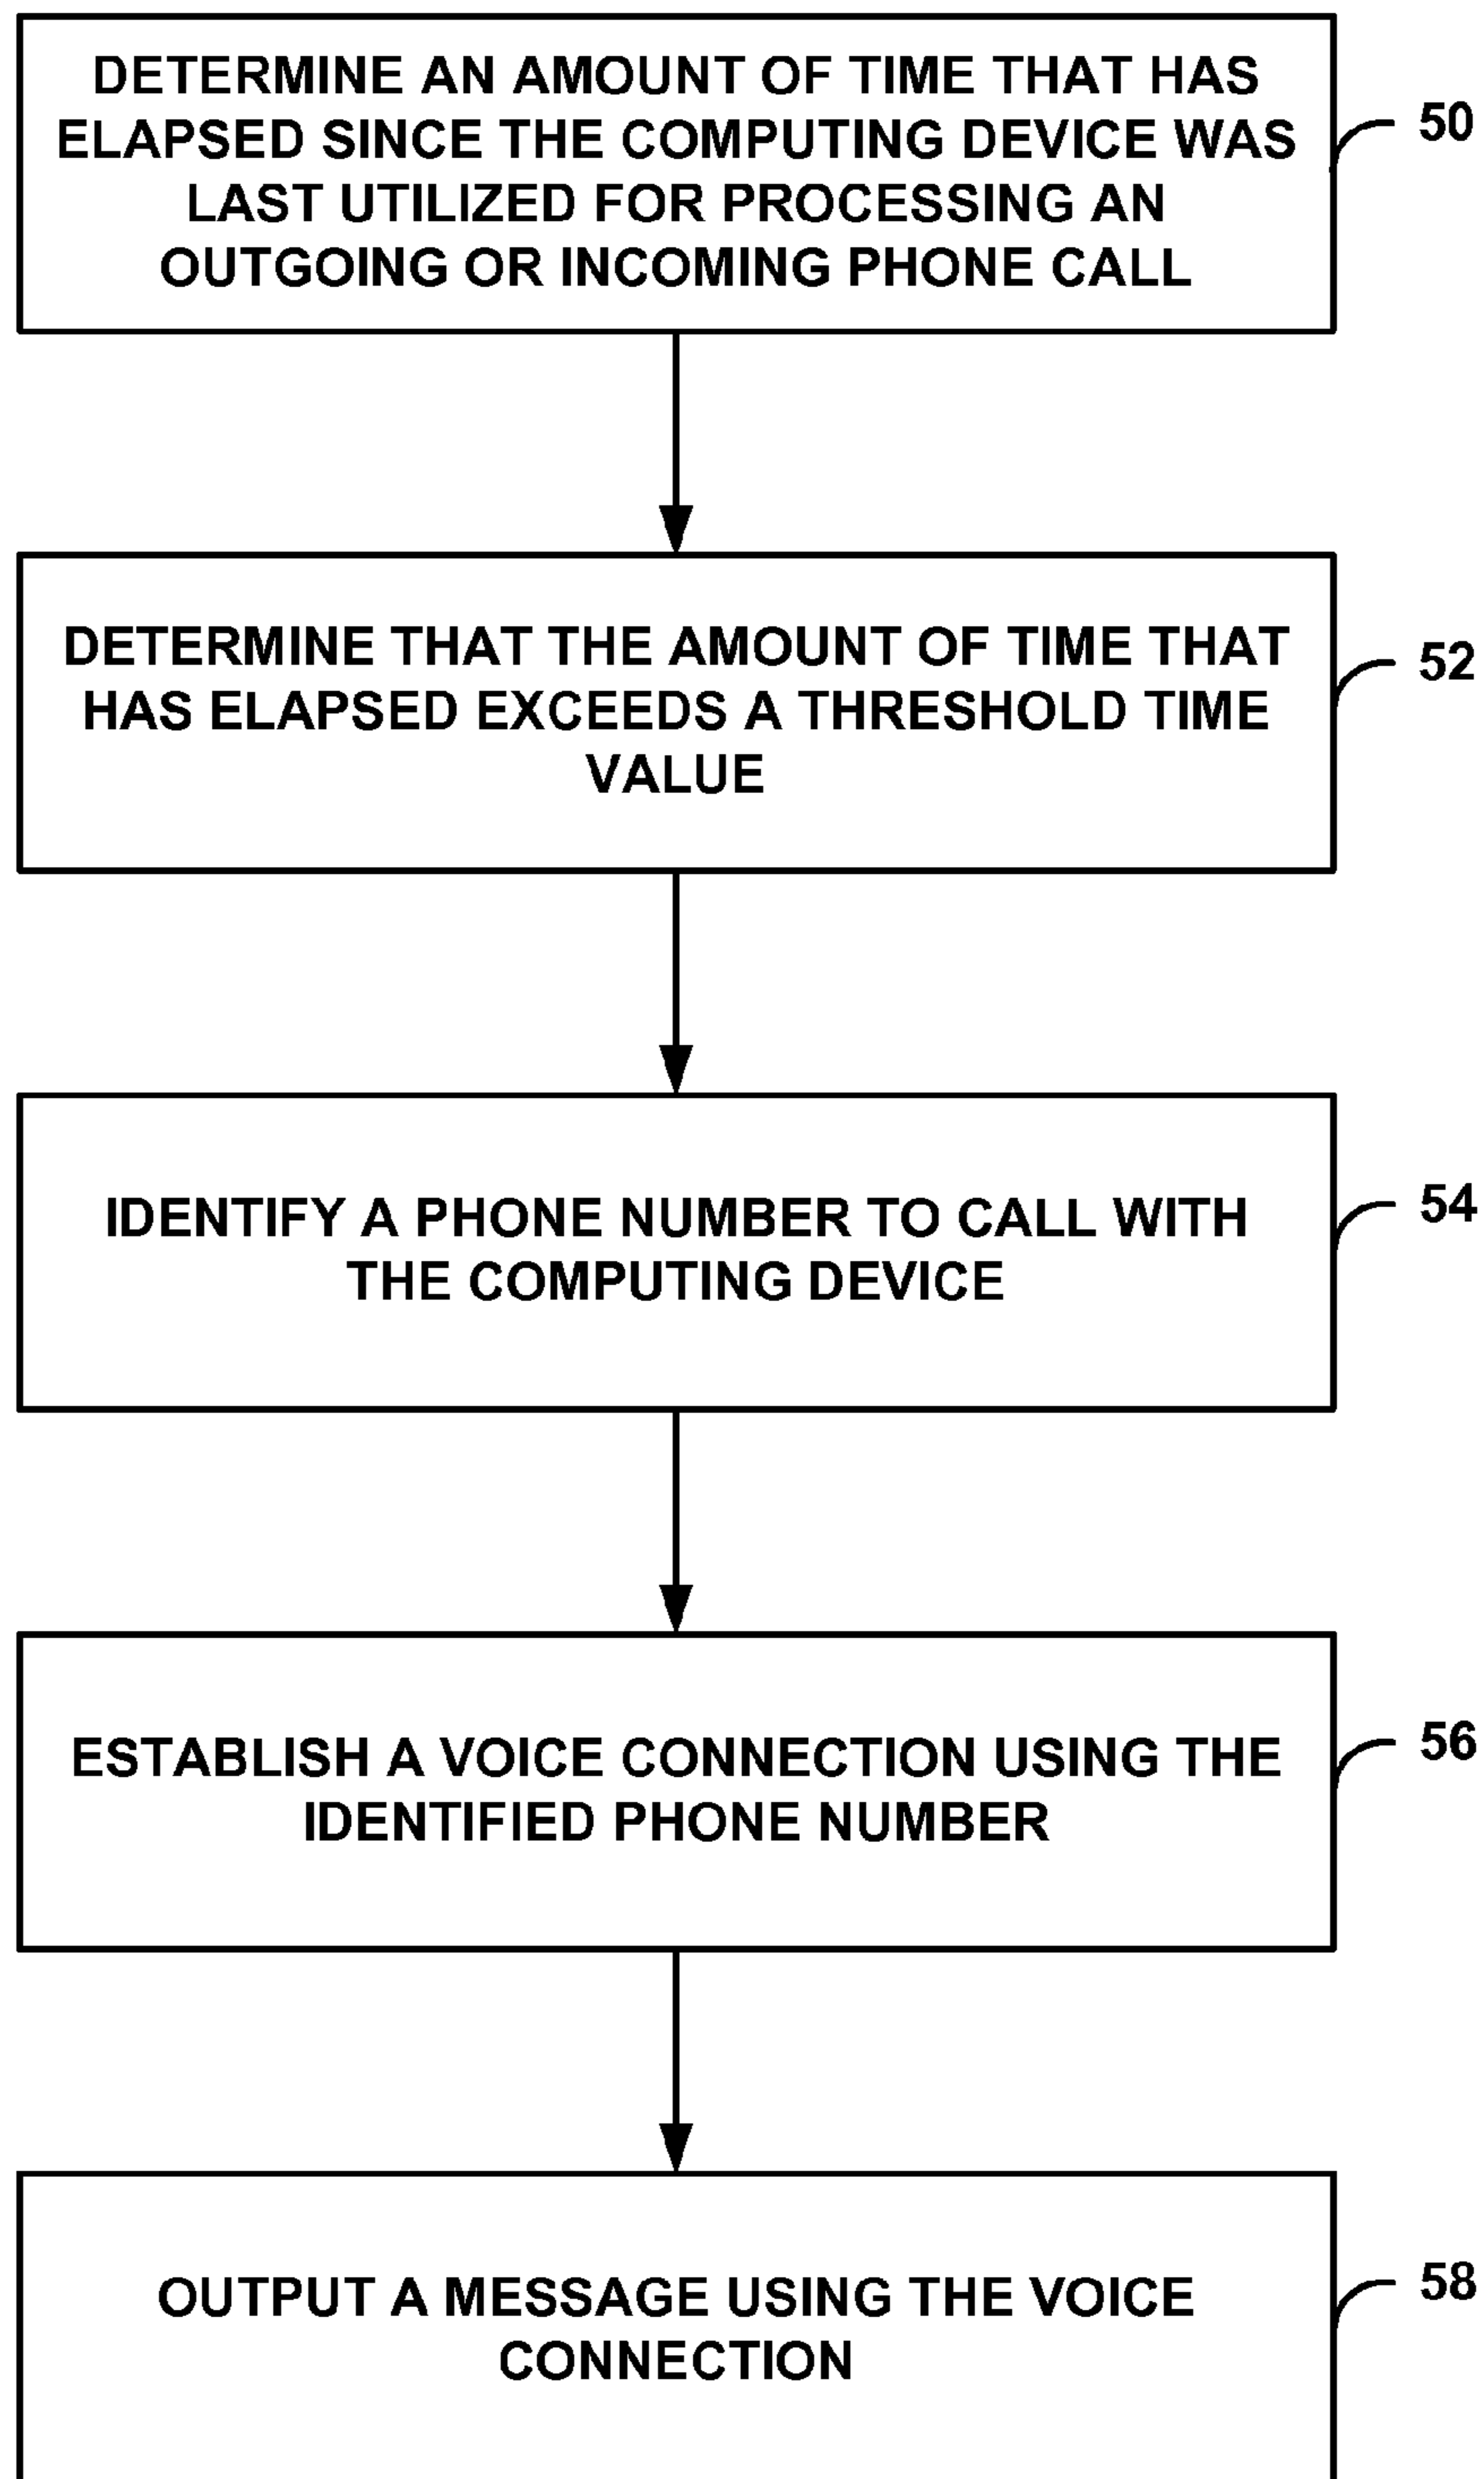 DETERMINE AN AMOUNT OF TIME THAT HAS
ELAPSED SINCE THE COMPUTING DEVICE WAS
LAST UTILIZED FOR PROCESSING AN
OUTGOING OR INCOMING PHONE CALL
50
DETERMINE THAT THE AMOUNT OF TIME THAT
HAS ELAPSED EXCEEDS A THRESHOLD TIME
VALUE
52
IDENTIFY A PHONE NUMBER TO CALL WITH
THE COMPUTING DEVICE
54
ESTABLISH A VOICE CONNECTION USING THE
IDENTIFIED PHONE NUMBER
56
OUTPUT A MESSAGE USING THE VOICE
CONNECTION
58